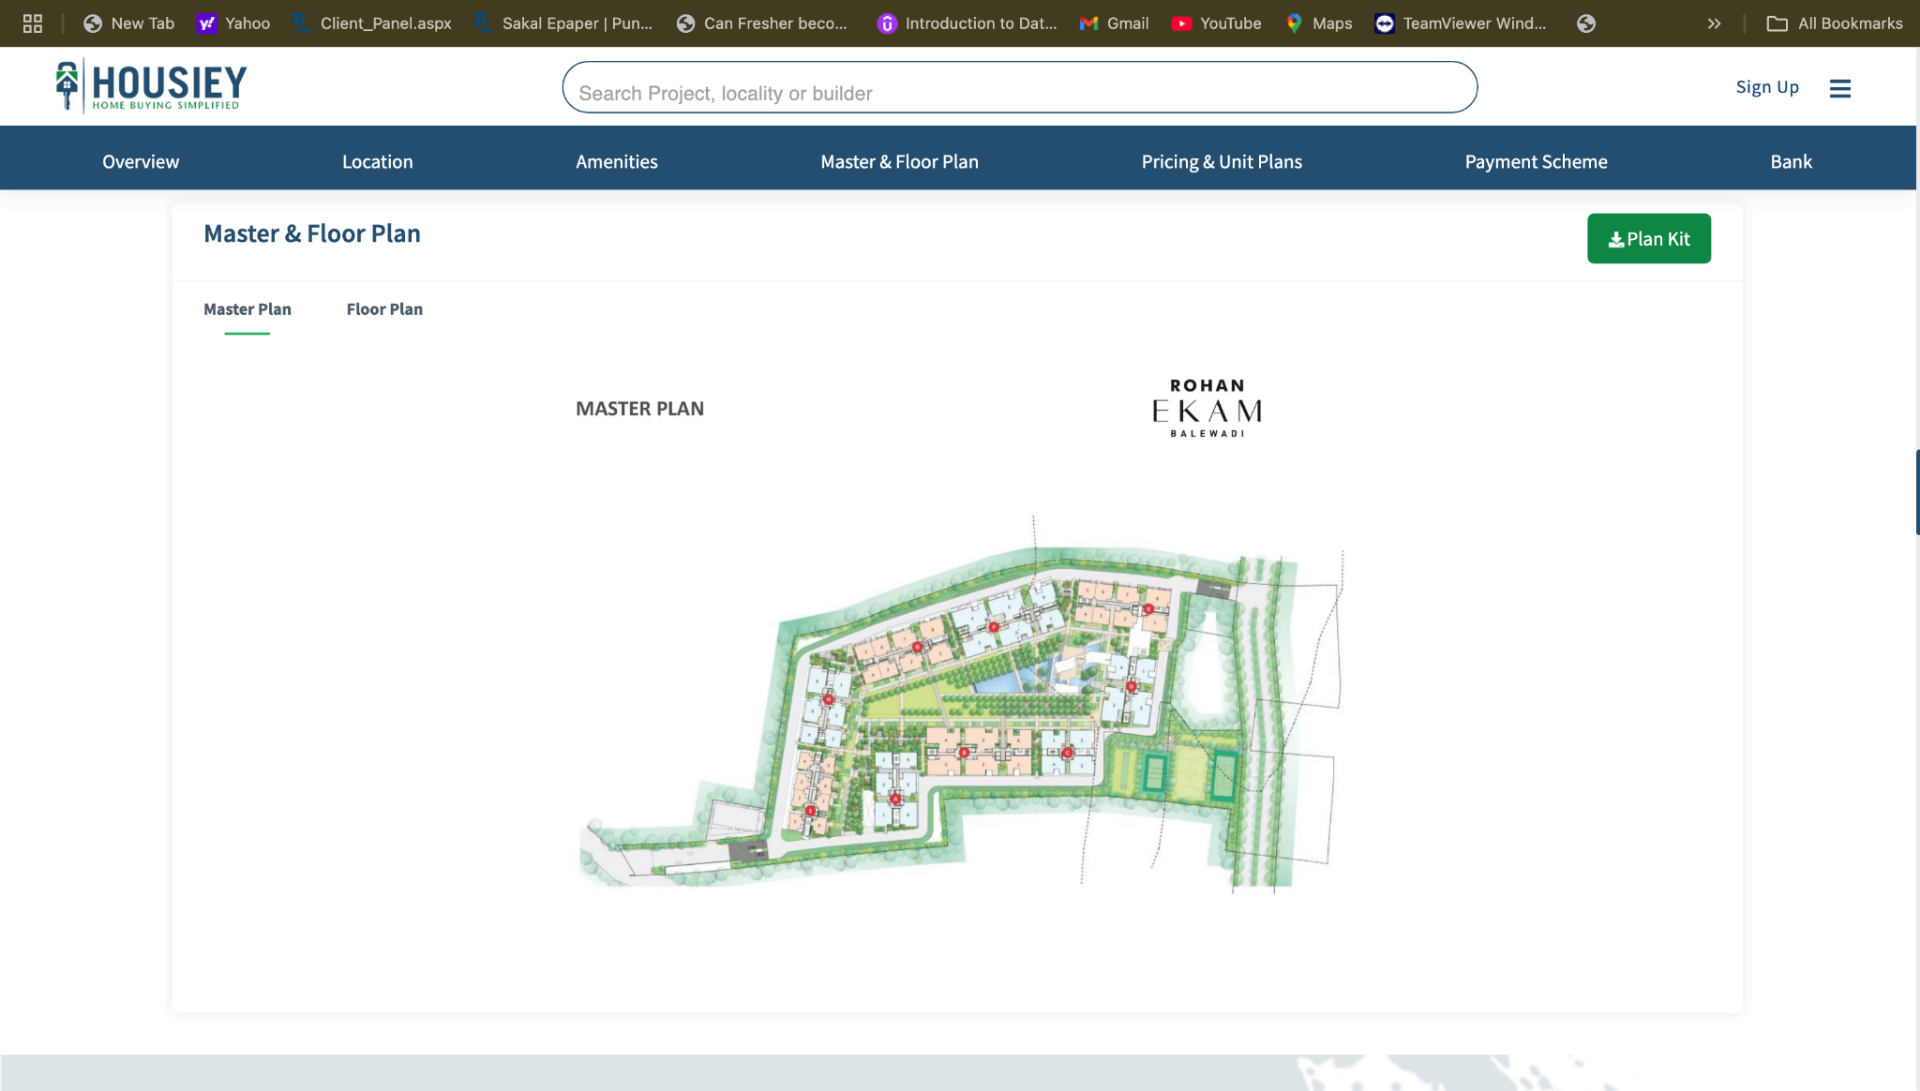 New Tab
Yahoo
Client_Panel.aspx
Sakal Epaper | Pun...
Can Fresher beco...
Introduction to Dat...
Gmail
YouTube
Maps
TeamViewer Wind...
All Bookmarks
HOUSIEY
HOME BUYING SIMPLIFIED
Search Project, locality or builder
Sign Up
Overview
Location
Amenities
Master & Floor Plan
Pricing & Unit Plans
Payment Scheme
Bank
Master & Floor Plan
Plan Kit
Master Plan
Floor Plan
MASTER PLAN
ROHAN
EKAM
BALEWADI